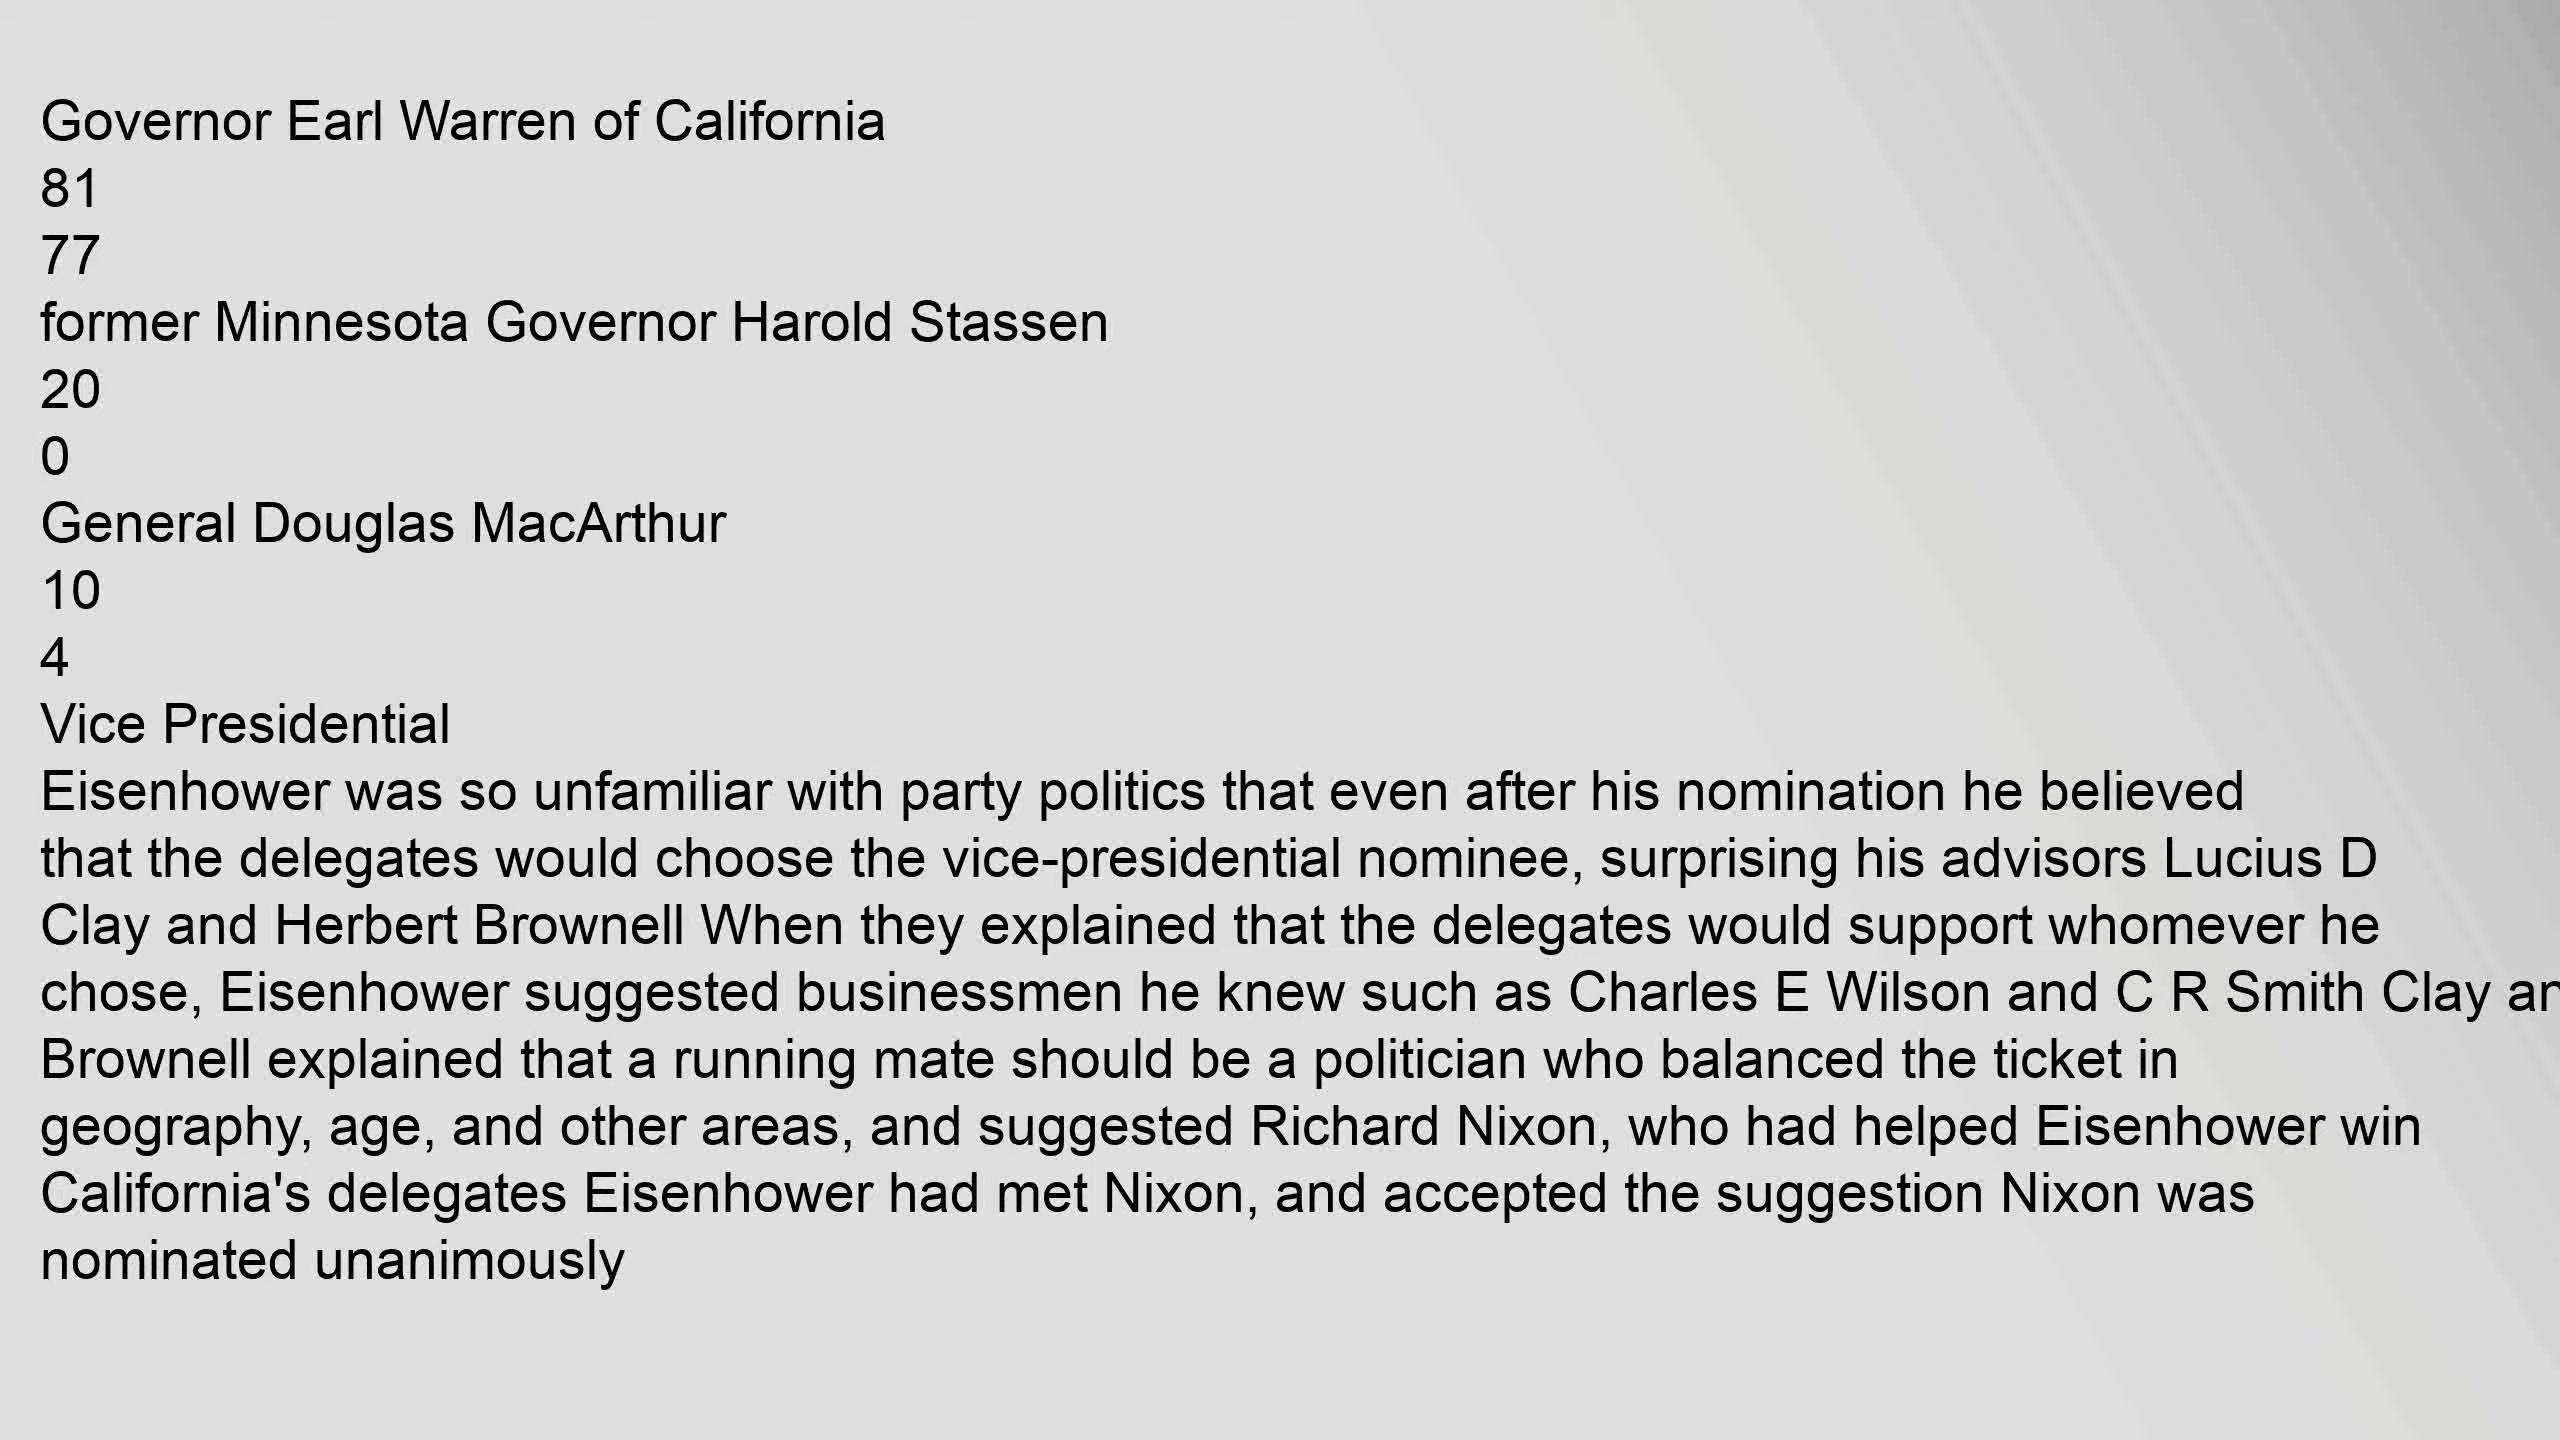 Governor Earl Warren of California
81
77
former Minnesota Governor Harold Stassen
20
0
General Douglas MacArthur
10
4
Vice Presidential
Eisenhower was so unfamiliar with party politics that even after his nomination he believed
that the delegates would choose the vice-presidential nominee, surprising his advisors Lucius D
Clay and Herbert Brownell When they explained that the delegates would support whomever he
chose, Eisenhower suggested businessmen he knew such as Charles E Wilson and C R Smith Clay an
Brownell explained that a running mate should be a politician who balanced the ticket in
geography, age, and other areas, and suggested Richard Nixon, who had helped Eisenhower win
California's delegates Eisenhower had met Nixon, and accepted the suggestion Nixon was
nominated unanimously